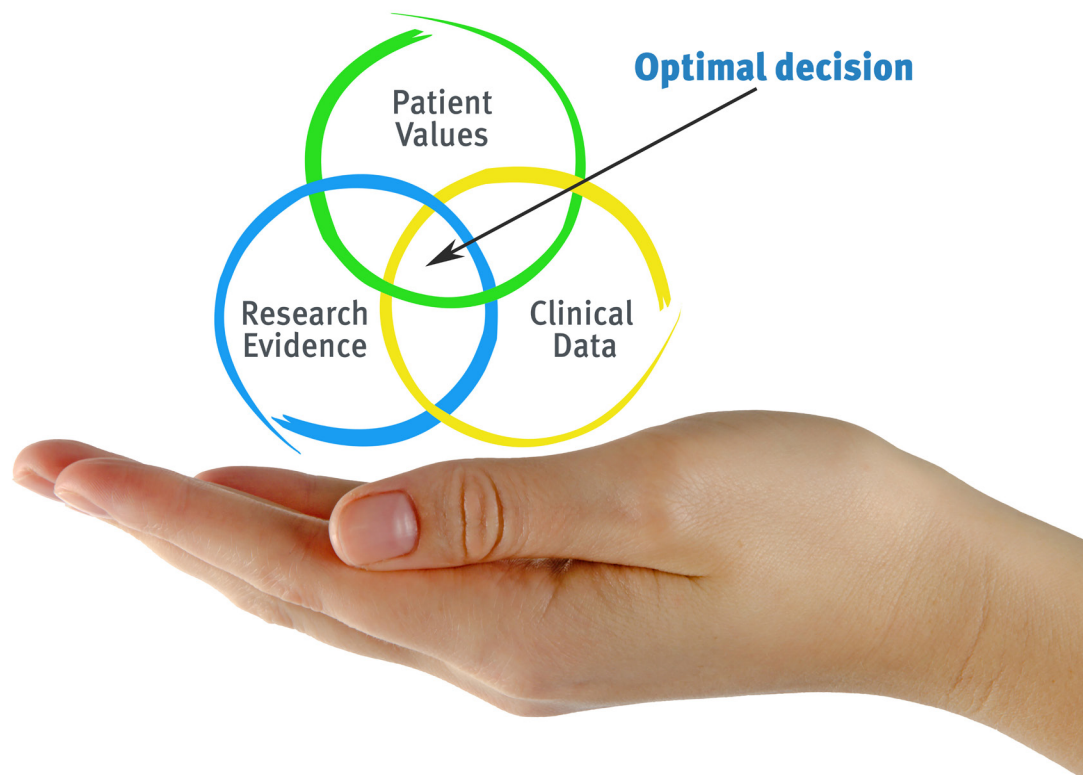 Optimal decision
Patient
Values
Research
Evidence
Clinical
Data